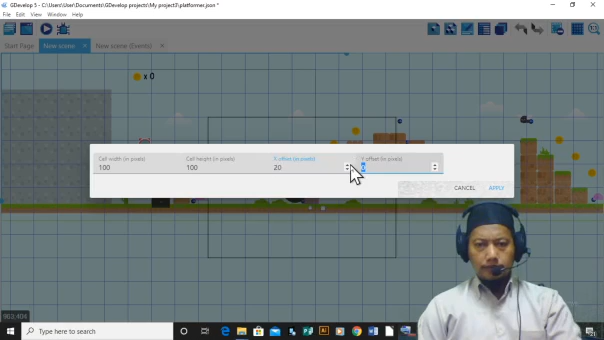 GDevelop 5 - C:\Users\User\Documents\GDevelop projects\My project3\platformer.json *
File Edit View Window Help
Start Page New scene × New scene (Events) ×
x 0
Cell width (in pixels) Cell height (in pixels) X offset (in pixels) Y offset (in pixels)
100 100 20
CANCEL APPLY
903;404
Type here to search